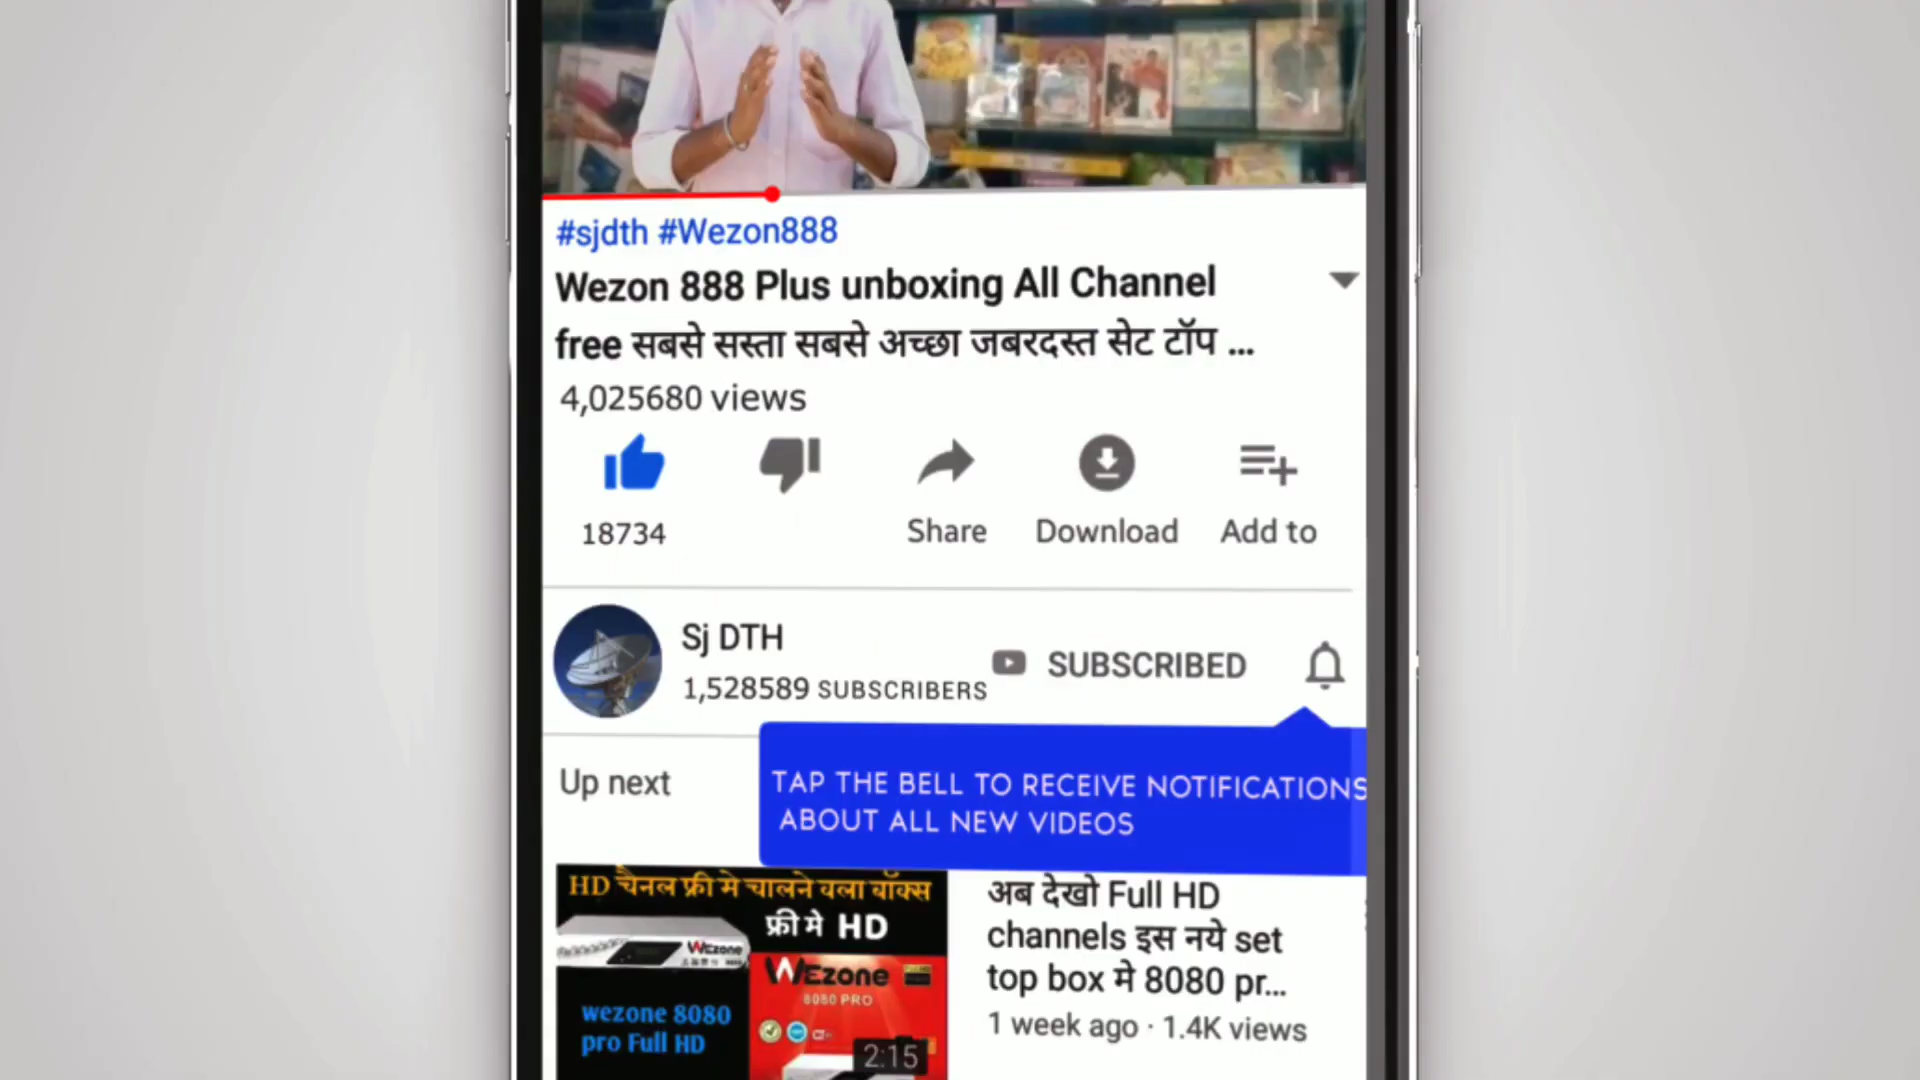 #sjdth #Wezon888
Wezon 888 Plus unboxing All Channel
free सबसे सस्ता सबसे अच्छा जबरदस्त सेट टॉप ...
4,025680 views
18734
Share
Download
Add to
Sj DTH
1,528589 SUBSCRIBERS
SUBSCRIBED
TAP THE BELL TO RECEIVE NOTIFICATIONS
ABOUT ALL NEW VIDEOS
Up next
HD चैनल फ्री मे चालने वला बॉक्स
फ्री मे HD
Wezone
WEzone
8080 PRO
wezone 8080
pro Full HD
2:15
अब देखो Full HD
channels इस नये set
top box मे 8080 pr...
1 week ago · 1.4K views